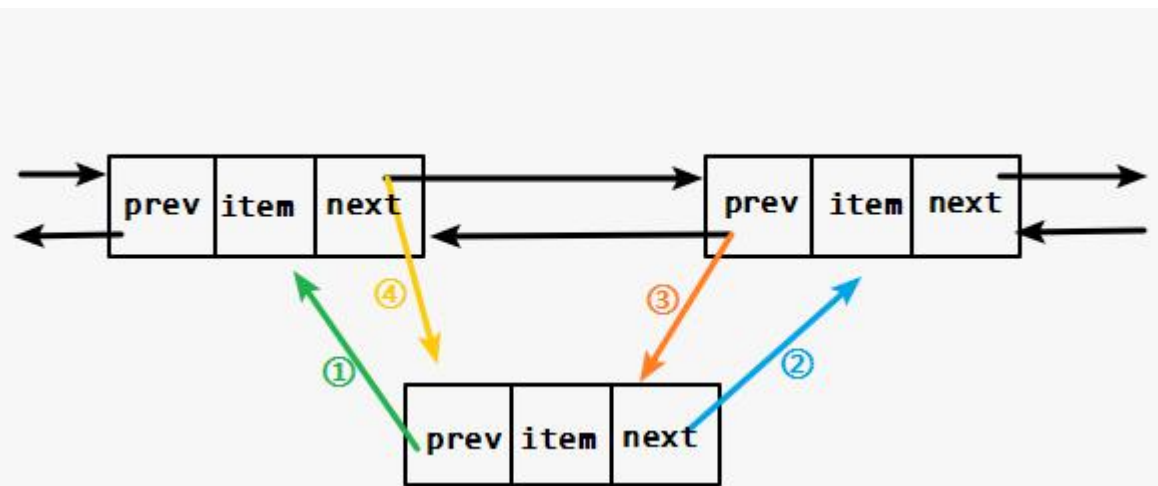 prev item next prev item next
④ ③
① ②
prev item next